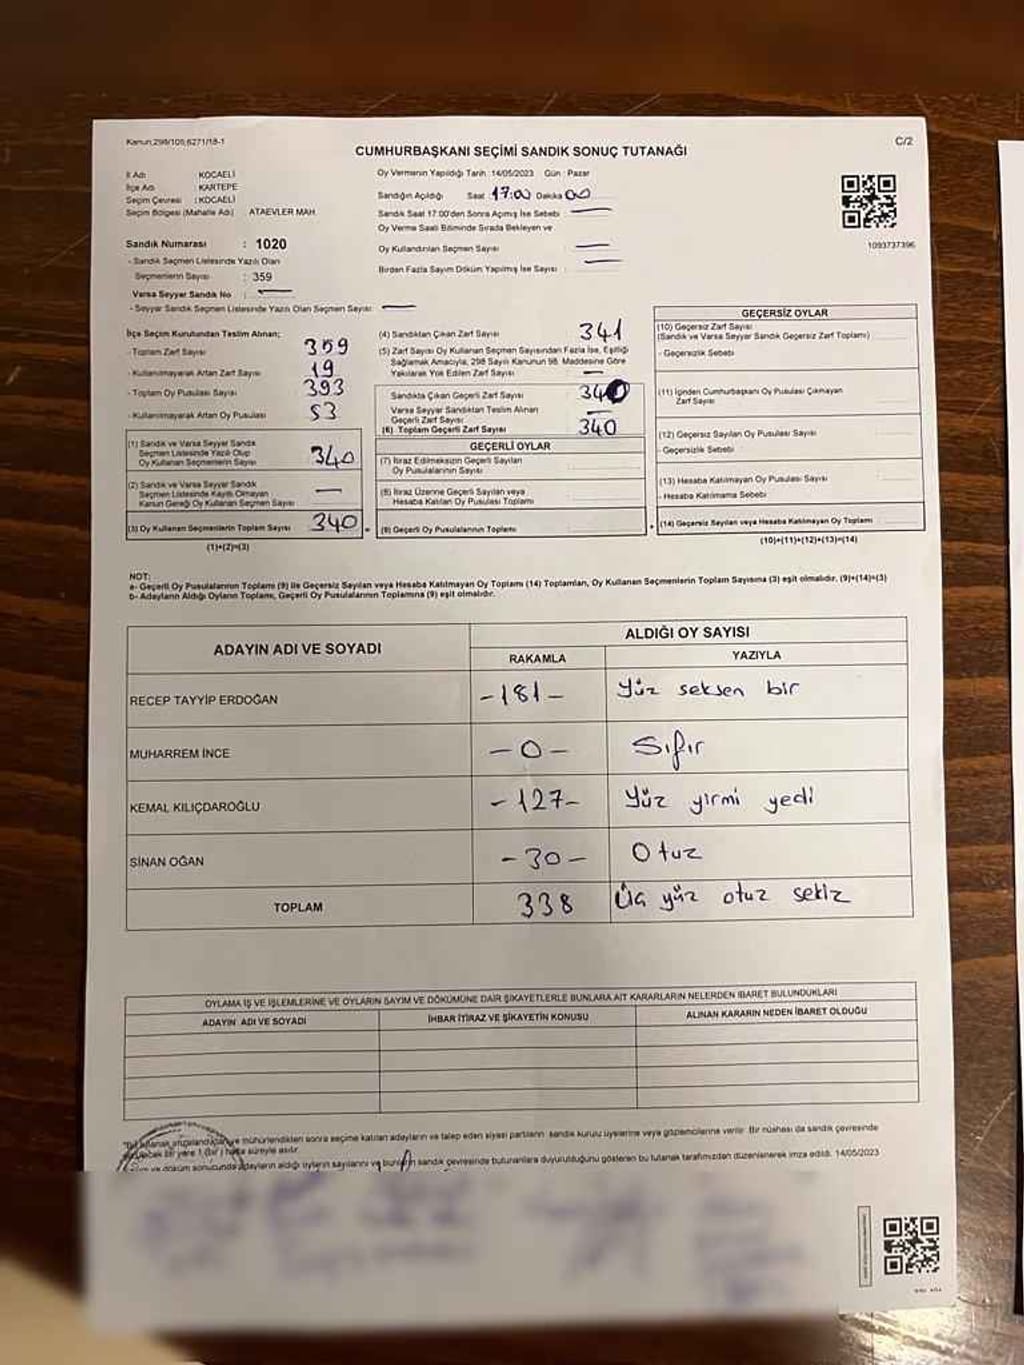 Kanun;298/105,6271/18-1
C/2
CUMHURBAŞKANI SEÇİMİ SANDIK SONUÇ TUTANAĞI
İl Adı KOCAELİ
İlçe Adı KARTEPE
Seçim Çevresi : KOCAELİ
Seçim Bölgesi (Mahalle Adı) ATAEVLER MAH.
Sandık Numarası : 1020
- Sandık Seçmen Listesinde Yazılı Olan
Seçmenlerin Sayısı : 359
Varsa Seyyar Sandık No :
- Seyyar Sandık Seçmen Listesinde Yazılı Olan Seçmen Sayısı :
Oy Vermenin Yapıldığı Tarih :14/05/2023 Gün : Pazar
Sandığın Açıldığı Saat 17:00 Dakika 00
Sandık Saat 17:00'den Sonra Açılmış İse Sebebi :
Oy Verme Saati Bitiminde Sırada Bekleyen ve
Oy Kullandırılan Seçmen Sayısı
Birden Fazla Sayım Döküm Yapılmış İse Sayısı :
1093737396
İlçe Seçim Kurulundan Teslim Alınan;
- Toplam Zarf Sayısı 359
- Kullanılmayarak Artan Zarf Sayısı 19
- Toplam Oy Pusulası Sayısı 393
- Kullanılmayarak Artan Oy Pusulası 53
(1) Sandık ve Varsa Seyyar Sandık
Seçmen Listesinde Yazılı Olup
Oy Kullanan Seçmenlerin Sayısı 340
(2) Sandık ve Varsa Seyyar Sandık
Seçmen Listesinde Kayıtlı Olmayan
Kanun Gereği Oy Kullanan Seçmen Sayısı —
(3) Oy Kullanan Seçmenlerin Toplam Sayısı 340
(1)+(2)=(3)
(4) Sandıktan Çıkan Zarf Sayısı 341
(5) Zarf Sayısı Oy Kullanan Seçmen Sayısından Fazla İse, Eşitliği
Sağlamak Amacıyla, 298 Sayılı Kanunun 98. Maddesine Göre
Yakılarak Yok Edilen Zarf Sayısı —
Sandıkta Çıkan Geçerli Zarf Sayısı 340
Varsa Seyyar Sandıktan Teslim Alınan
Geçerli Zarf Sayısı —
(6) Toplam Geçerli Zarf Sayısı 340
GEÇERLİ OYLAR
(7) İtiraz Edilmeksizin Geçerli Sayılan
Oy Pusulalarının Sayısı
(8) İtiraz Üzerine Geçerli Sayılan veya
Hesaba Katılan Oy Pusulası Toplamı
(9) Geçerli Oy Pusulalarının Toplamı
GEÇERSİZ OYLAR
(10) Geçersiz Zarf Sayısı
(Sandık ve Varsa Seyyar Sandık Geçersiz Zarf Toplamı)
- Geçersizlik Sebebi
(11) İçinden Cumhurbaşkanı Oy Pusulası Çıkmayan
Zarf Sayısı
(12) Geçersiz Sayılan Oy Pusulası Sayısı
- Geçersizlik Sebebi
(13) Hesaba Katılmayan Oy Pusulası Sayısı
- Hesaba Katılmama Sebebi
(14) Geçersiz Sayılan veya Hesaba Katılmayan Oy Toplamı
(10)+(11)+(12)+(13)=(14)
NOT:
a- Geçerli Oy Pusulalarının Toplamı (9) ile Geçersiz Sayılan veya Hesaba Katılmayan Oy Toplamı (14) Toplamları, Oy Kullanan Seçmenlerin Toplam Sayısına (3) eşit olmalıdır. (9)+(14)=(3)
b- Adayların Aldığı Oyların Toplamı, Geçerli Oy Pusulalarının Toplamına (9) eşit olmalıdır.
ADAYIN ADI VE SOYADI
ALDIĞI OY SAYISI
RAKAMLA YAZIYLA
RECEP TAYYİP ERDOĞAN -181- Yüz seksen bir
MUHARREM İNCE -0- Sıfır
KEMAL KILIÇDAROĞLU -127- Yüz yirmi yedi
SİNAN OĞAN -30- Otuz
TOPLAM 338 Üç yüz otuz sekiz
OYLAMA İŞ VE İŞLEMLERİNE VE OYLARIN SAYIM VE DÖKÜMÜNE DAİR ŞİKAYETLERLE BUNLARA AİT KARARLARIN NELERDEN İBARET BULUNDUKLARI
ADAYIN ADI VE SOYADI İHBAR İTİRAZ VE ŞİKAYETİN KONUSU ALINAN KARARIN NEDEN İBARET OLDUĞU
mühürlendikten sonra seçime katılan adayların ve talep eden siyasi partilerin sandık kurulu üyelerine veya gözlemcilerine verilir. Bir nüshası da sandık çevresinde
bir yere 1 (bir) hafta süreyle asılır.
ve döküm sonucunda adayların aldığı oyların sayılarını ve bunların sandık çevresinde bulunanlara duyurulduğunu gösteren bu tutanak tarafımızdan düzenlenerek imza edildi. 14/05/2023